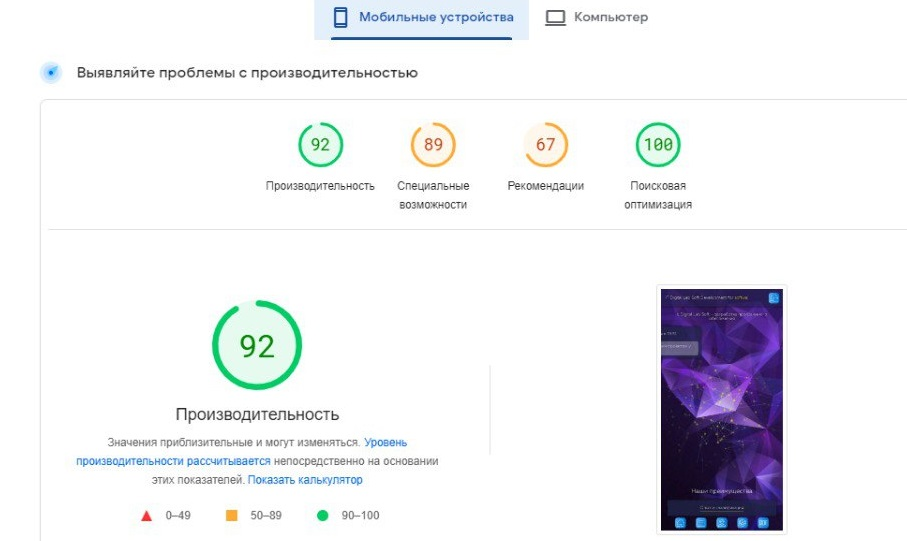 Мобильные устройства
Компьютер
Выявляйте проблемы с производительностью
92
89
67
100
Производительность
Специальные
возможности
Рекомендации
Поисковая
оптимизация
92
Производительность
Значения приблизительные и могут изменяться. Уровень
производительности рассчитывается непосредственно на основании
этих показателей. Показать калькулятор
0–49
50–89
90–100
Наши преимущества